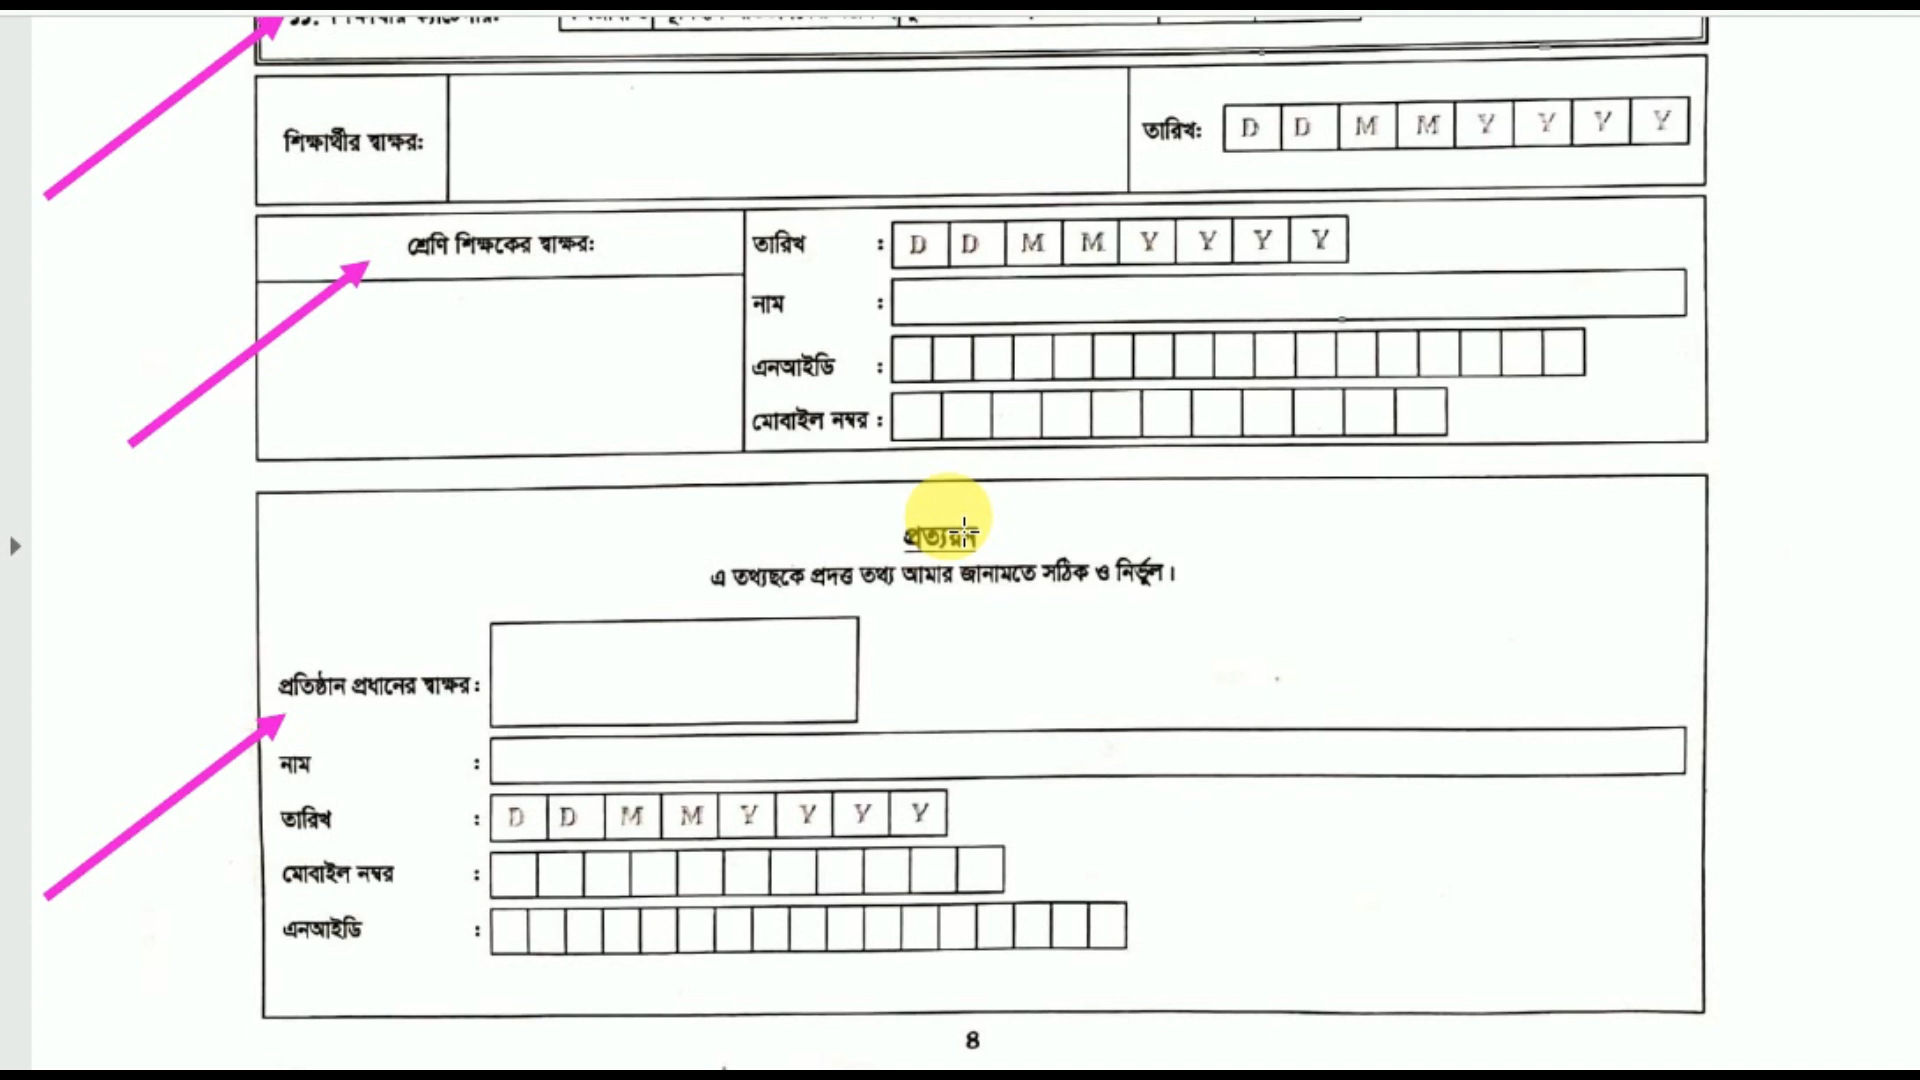 শিক্ষার্থীর স্বাক্ষর:
তারিখ: D D M M Y Y Y Y
শ্রেণি শিক্ষকের স্বাক্ষর:
তারিখ : D D M M Y Y Y Y
নাম :
এনআইডি :
মোবাইল নম্বর :
প্রত্যয়ন
এ তথ্যছকে প্রদত্ত তথ্য আমার জানামতে সঠিক ও নির্ভুল।
প্রতিষ্ঠান প্রধানের স্বাক্ষর :
নাম :
তারিখ : D D M M Y Y Y Y
মোবাইল নম্বর :
এনআইডি :
৪